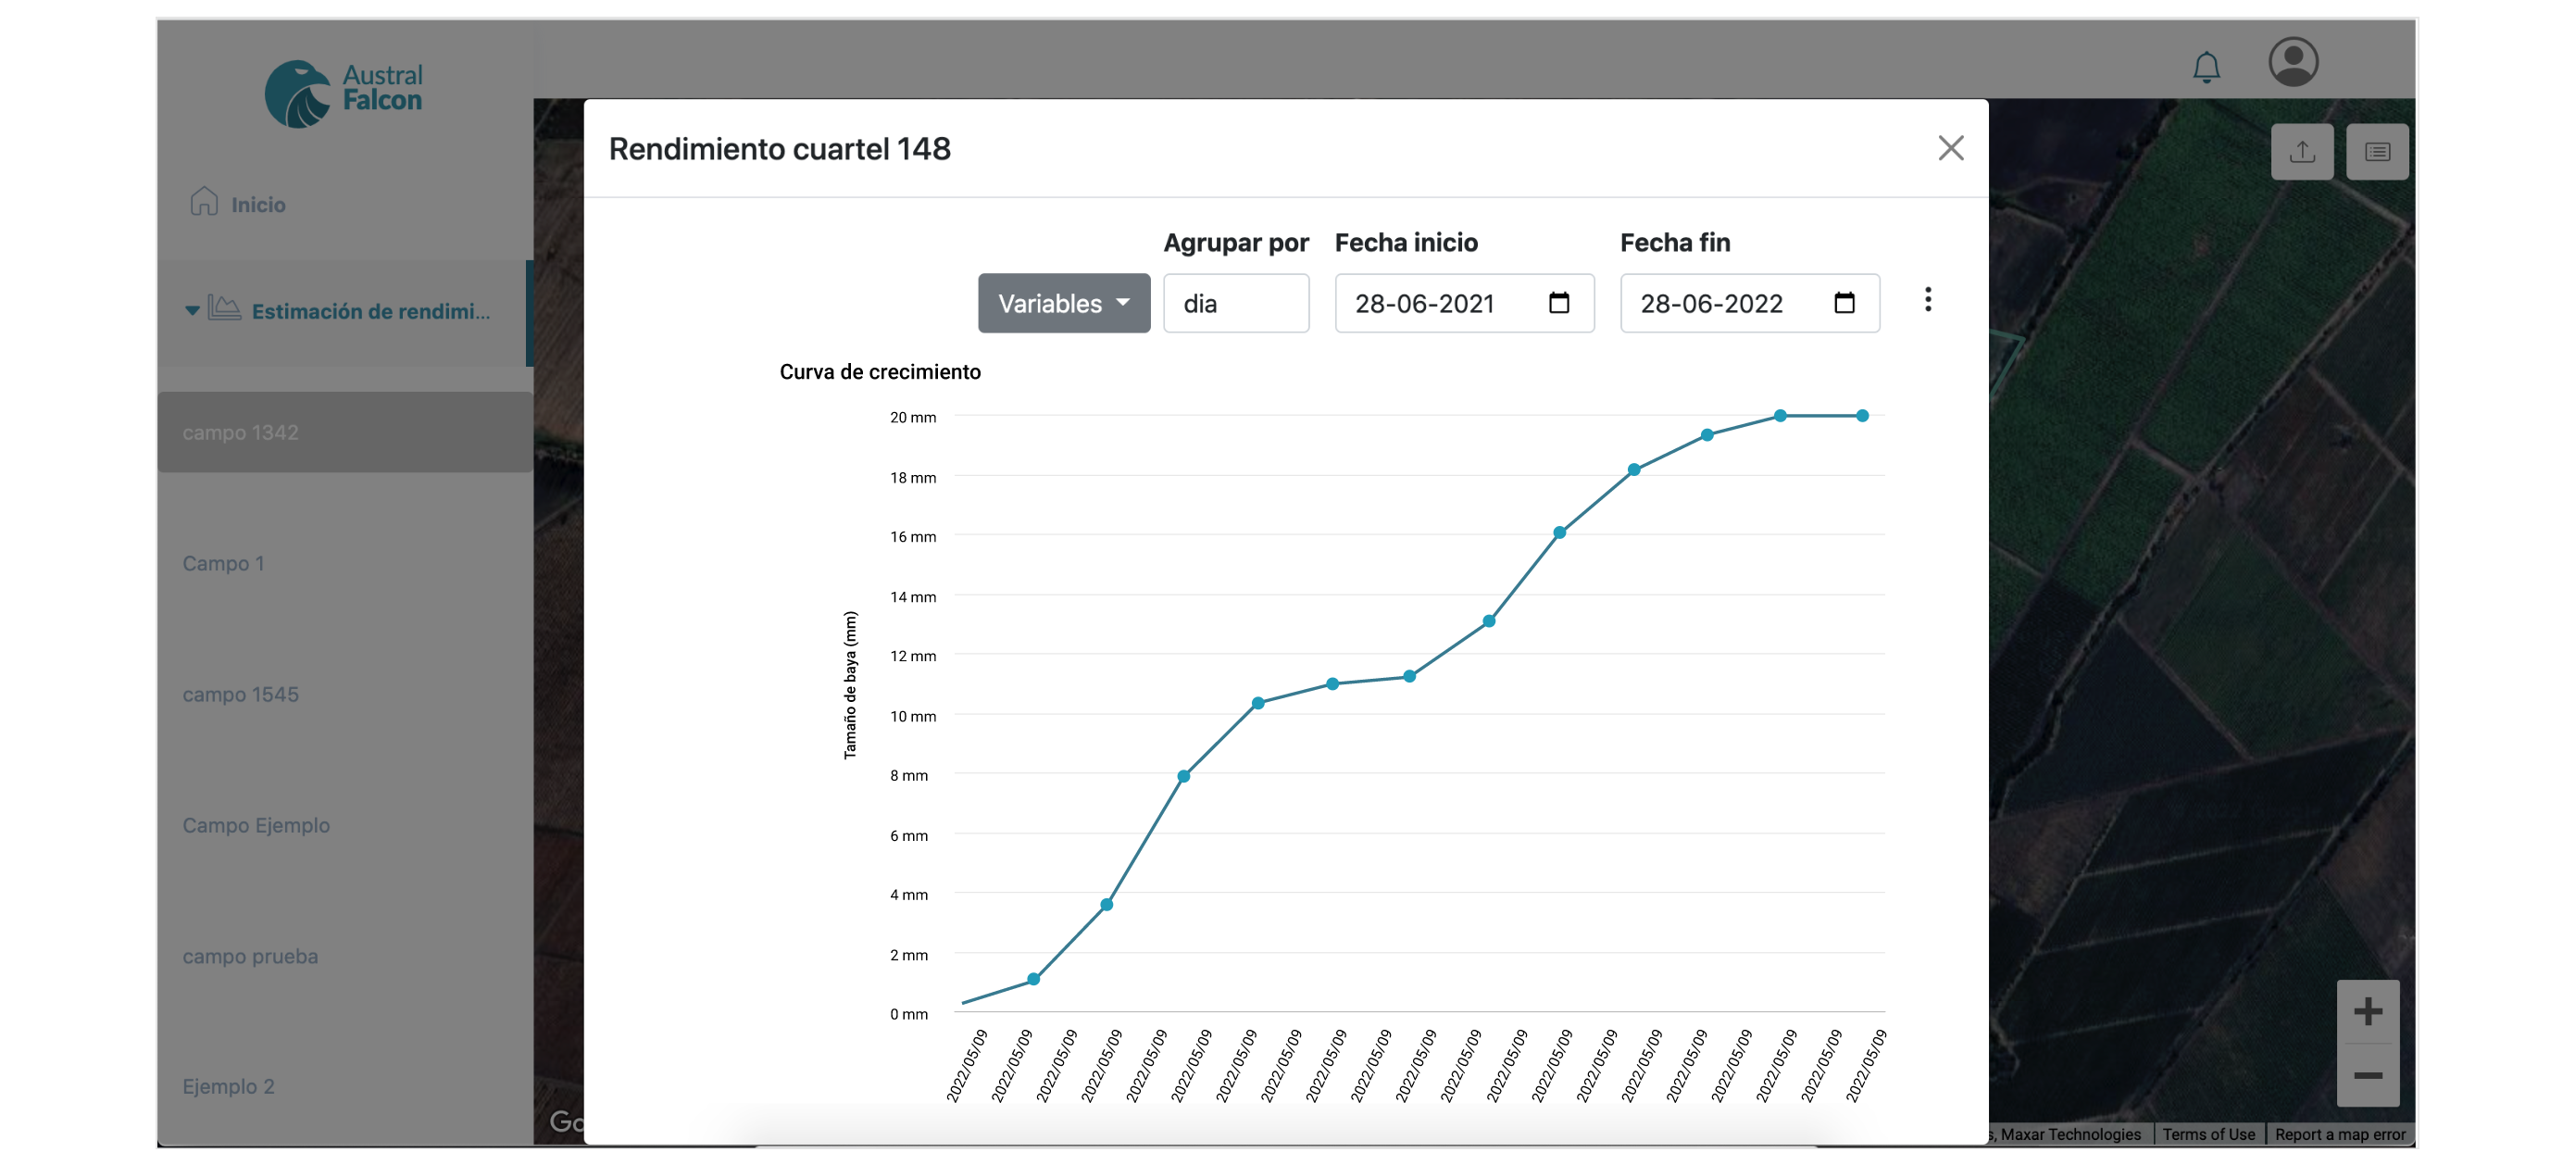 Austral
Falcon
Inicio
Estimación de rendimi...
campo 1342
Campo 1
campo 1545
Campo Ejemplo
campo prueba
Ejemplo 2
Rendimiento cuartel 148
Agrupar por Fecha inicio Fecha fin
Variables dia 28-06-2021 28-06-2022
Curva de crecimiento
20 mm
18 mm
16 mm
14 mm
12 mm
10 mm
8 mm
6 mm
4 mm
2 mm
0 mm
Tamaño de baya (mm)
2022/05/09 2022/05/09 2022/05/09 2022/05/09 2022/05/09 2022/05/09 2022/05/09 2022/05/09 2022/05/09 2022/05/09 2022/05/09 2022/05/09 2022/05/09 2022/05/09 2022/05/09 2022/05/09 2022/05/09 2022/05/09 2022/05/09 2022/05/09 2022/05/09
Go
s, Maxar Technologies Terms of Use Report a map error